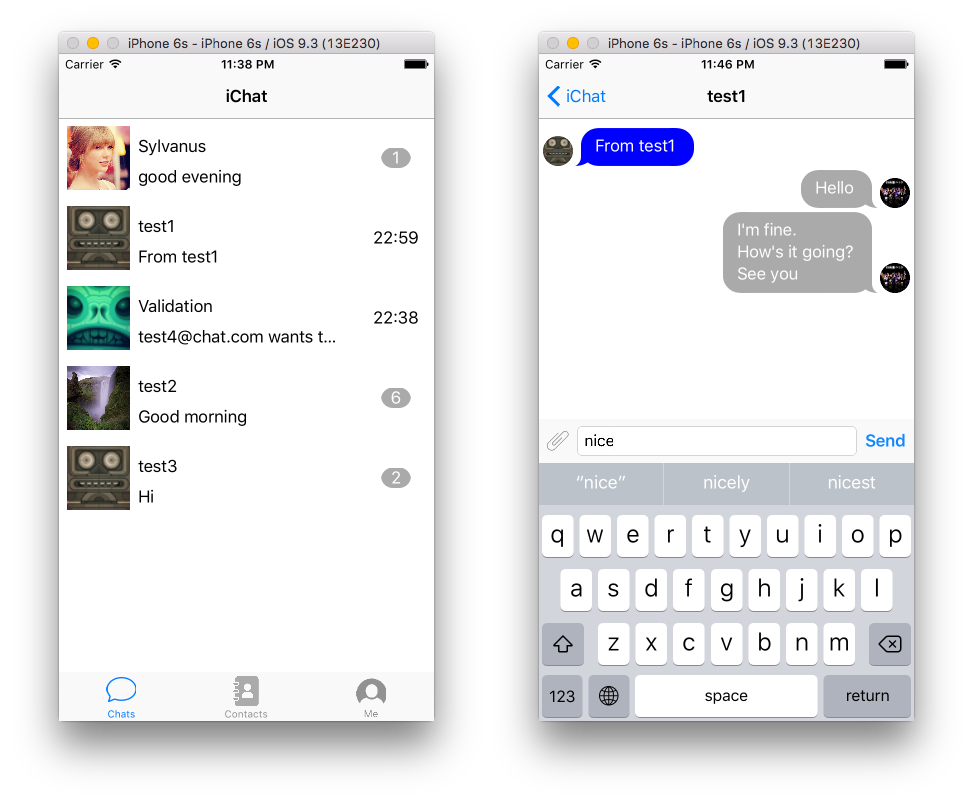 iPhone 6s - iPhone 6s / iOS 9.3 (13E230)
Carrier 11:38 PM
iChat
Sylvanus
good evening
1
test1
From test1
22:59
Validation
test4@chat.com wants t...
22:38
test2
Good morning
6
test3
Hi
2
Chats Contacts Me
iPhone 6s - iPhone 6s / iOS 9.3 (13E230)
Carrier 11:46 PM
iChat test1
From test1
Hello
I'm fine.
How's it going?
See you
nice Send
“nice” nicely nicest
q w e r t y u i o p
a s d f g h j k l
z x c v b n m
123 space return